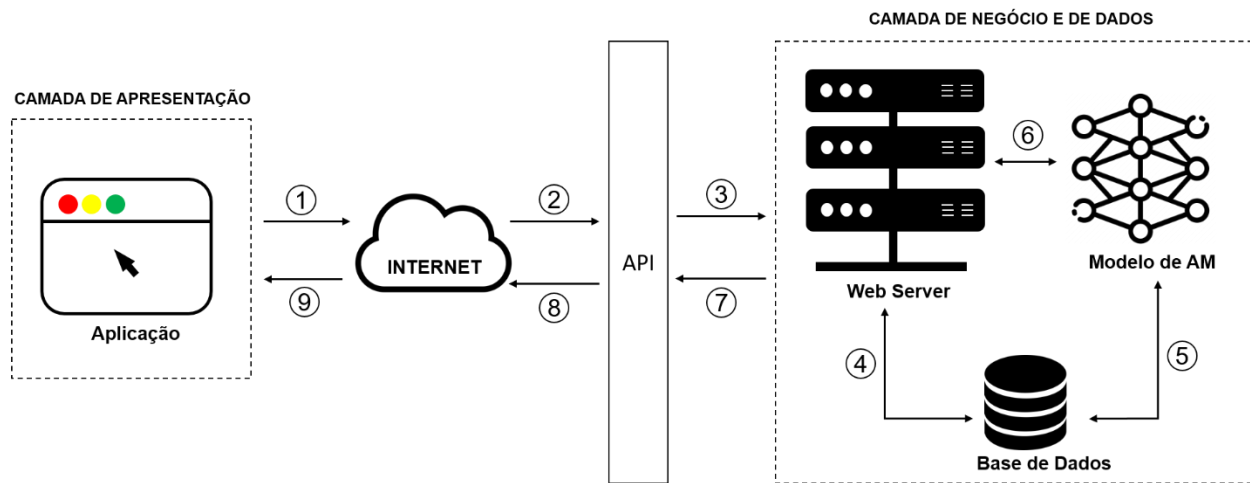 CAMADA DE NEGÓCIO E DE DADOS
CAMADA DE APRESENTAÇÃO
1
2
3
6
INTERNET
API
Modelo de AM
9
8
7
Web Server
Aplicação
4
5
Base de Dados